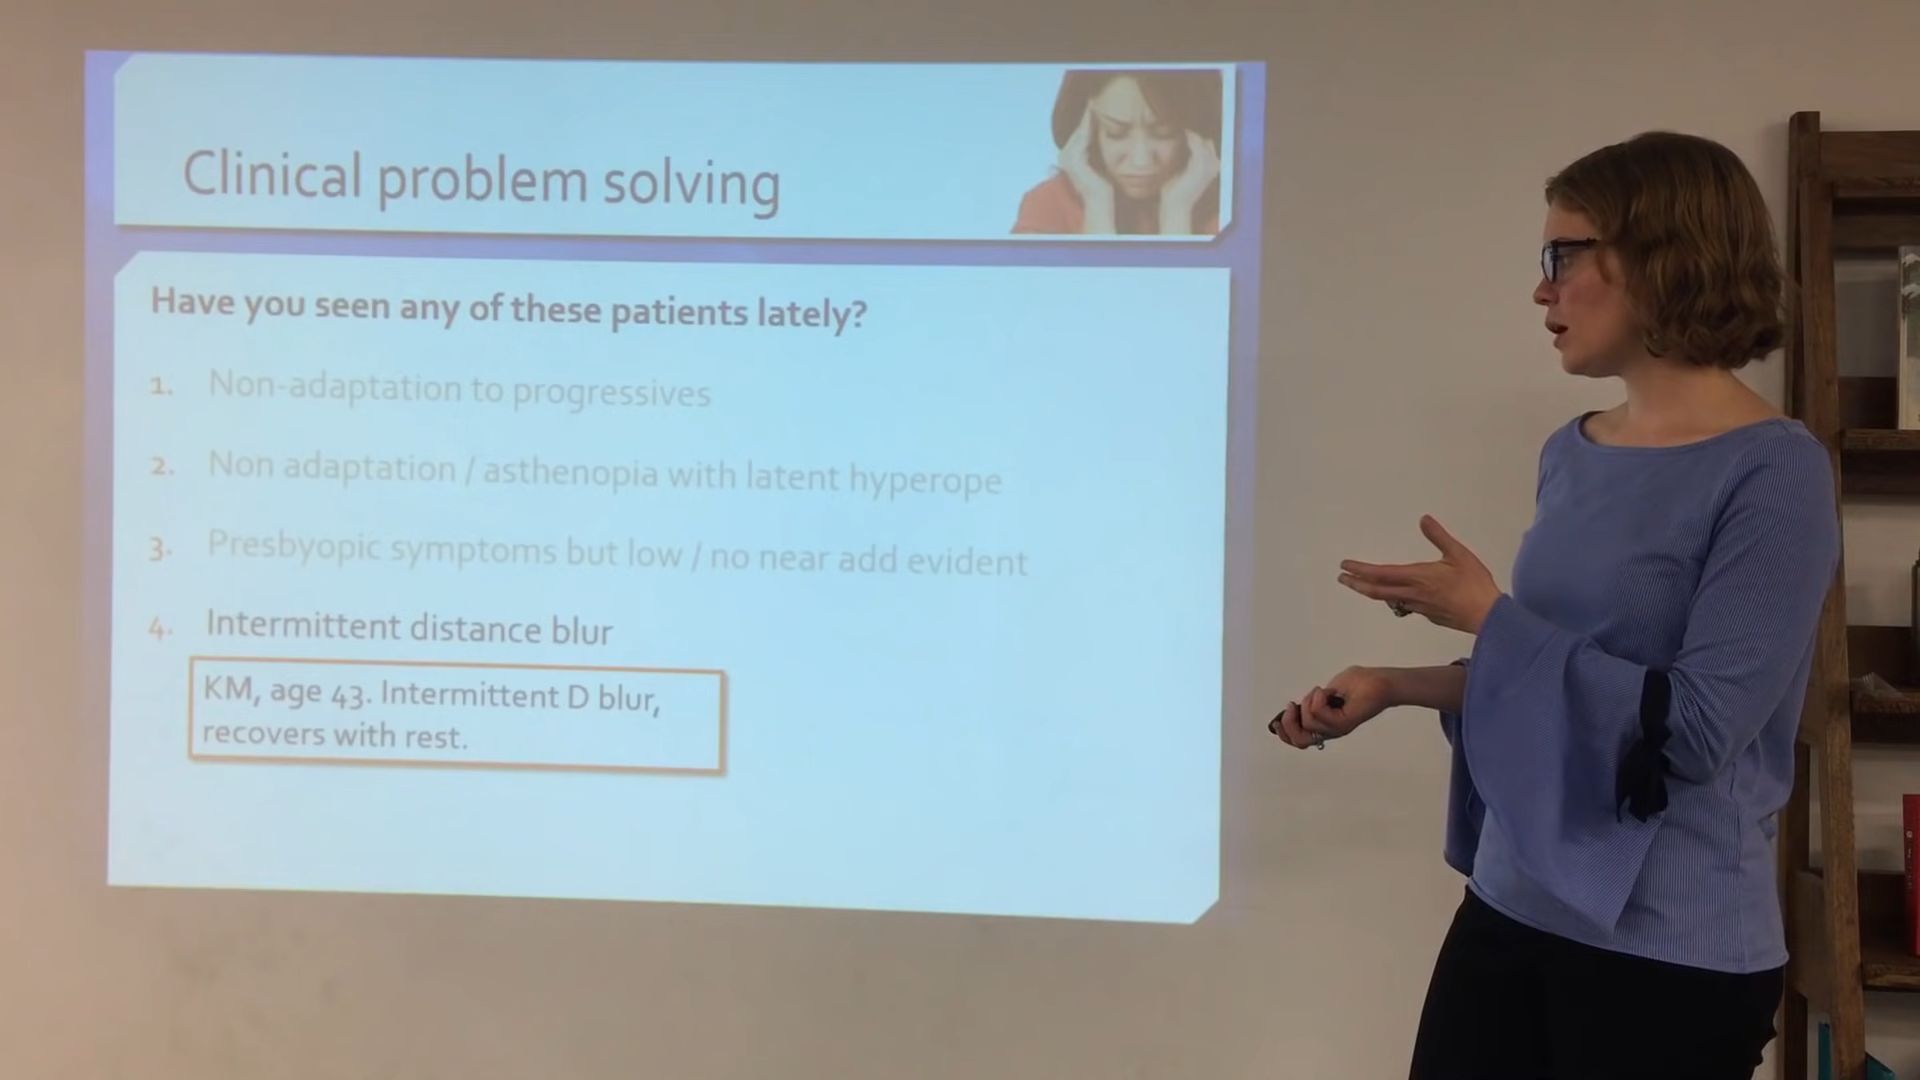 Clinical problem solving
Have you seen any of these patients lately?
1. Non-adaptation to progressives
2. Non adaptation / asthenopia with latent hyperope
3. Presbyopic symptoms but low / no near add evident
4. Intermittent distance blur
KM, age 43. Intermittent D blur,
recovers with rest.